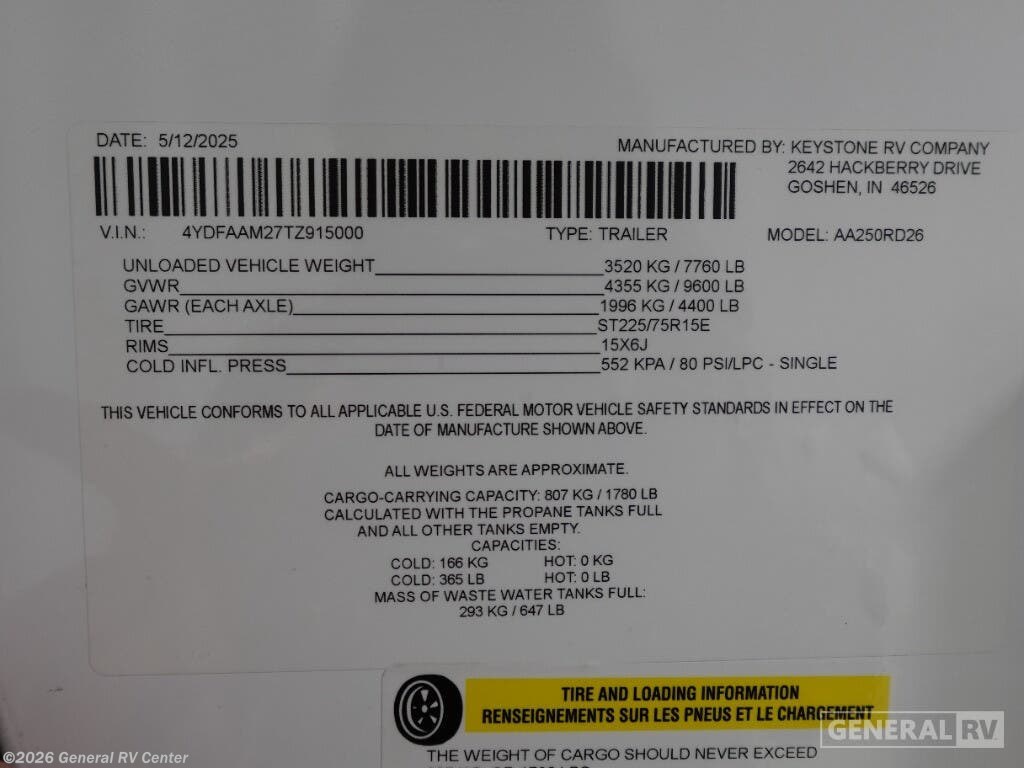 DATE: 5/12/2025
MANUFACTURED BY: KEYSTONE RV COMPANY
2642 HACKBERRY DRIVE
GOSHEN, IN 46526
V.I.N.: 4YDFAAM27TZ915000 TYPE: TRAILER MODEL: AA250RD26
UNLOADED VEHICLE WEIGHT 3520 KG / 7760 LB
GVWR 4355 KG / 9600 LB
GAWR (EACH AXLE) 1996 KG / 4400 LB
TIRE ST225/75R15E
RIMS 15X6J
COLD INFL. PRESS 552 KPA / 80 PSI/LPC - SINGLE
THIS VEHICLE CONFORMS TO ALL APPLICABLE U.S. FEDERAL MOTOR VEHICLE SAFETY STANDARDS IN EFFECT ON THE
DATE OF MANUFACTURE SHOWN ABOVE.
ALL WEIGHTS ARE APPROXIMATE.
CARGO-CARRYING CAPACITY: 807 KG / 1780 LB
CALCULATED WITH THE PROPANE TANKS FULL
AND ALL OTHER TANKS EMPTY.
CAPACITIES:
COLD: 166 KG HOT: 0 KG
COLD: 365 LB HOT: 0 LB
MASS OF WASTE WATER TANKS FULL:
293 KG / 647 LB
TIRE AND LOADING INFORMATION
RENSEIGNEMENTS SUR LES PNEUS ET LE CHARGEMENT
GENERAL RV
THE WEIGHT OF CARGO SHOULD NEVER EXCEED
©2026 General RV Center